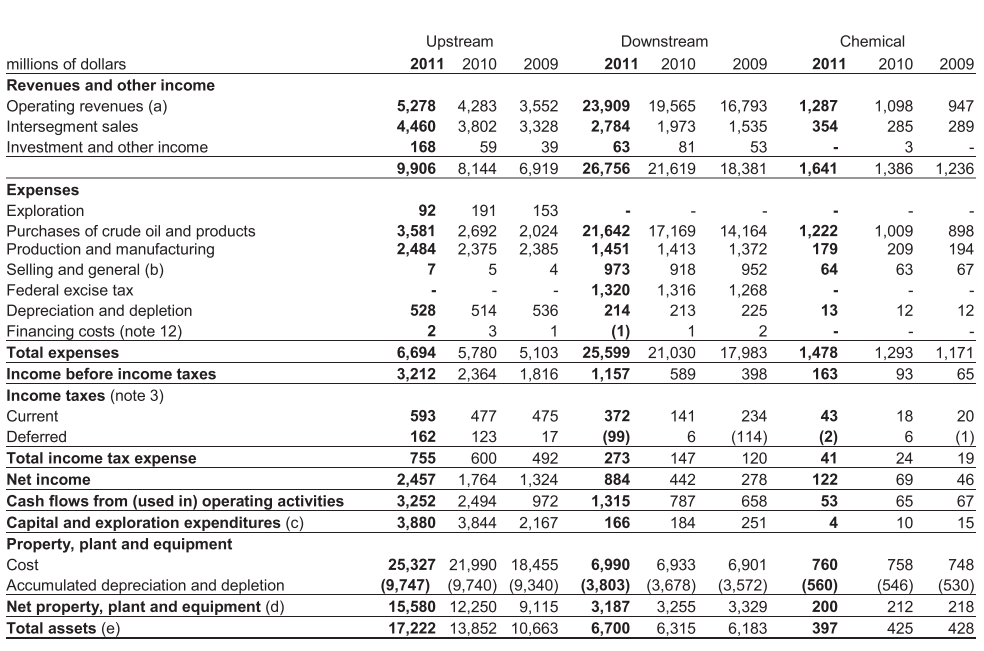 Upstream Downstream Chemical
millions of dollars 2011 2010 2009 2011 2010 2009 2011 2010 2009
Revenues and other income
Operating revenues (a) 5,278 4,283 3,552 23,909 19,565 16,793 1,287 1,098 947
Intersegment sales 4,460 3,802 3,328 2,784 1,973 1,535 354 285 289
Investment and other income 168 59 39 63 81 53 - 3 -
9,906 8,144 6,919 26,756 21,619 18,381 1,641 1,386 1,236
Expenses
Exploration 92 191 153 - - - - - -
Purchases of crude oil and products 3,581 2,692 2,024 21,642 17,169 14,164 1,222 1,009 898
Production and manufacturing 2,484 2,375 2,385 1,451 1,413 1,372 179 209 194
Selling and general (b) 7 5 4 973 918 952 64 63 67
Federal excise tax - - - 1,320 1,316 1,268 - - -
Depreciation and depletion 528 514 536 214 213 225 13 12 12
Financing costs (note 12) 2 3 1 (1) 1 2 - - -
Total expenses 6,694 5,780 5,103 25,599 21,030 17,983 1,478 1,293 1,171
Income before income taxes 3,212 2,364 1,816 1,157 589 398 163 93 65
Income taxes (note 3)
Current 593 477 475 372 141 234 43 18 20
Deferred 162 123 17 (99) 6 (114) (2) 6 (1)
Total income tax expense 755 600 492 273 147 120 41 24 19
Net income 2,457 1,764 1,324 884 442 278 122 69 46
Cash flows from (used in) operating activities 3,252 2,494 972 1,315 787 658 53 65 67
Capital and exploration expenditures (c) 3,880 3,844 2,167 166 184 251 4 10 15
Property, plant and equipment
Cost 25,327 21,990 18,455 6,990 6,933 6,901 760 758 748
Accumulated depreciation and depletion (9,747) (9,740) (9,340) (3,803) (3,678) (3,572) (560) (546) (530)
Net property, plant and equipment (d) 15,580 12,250 9,115 3,187 3,255 3,329 200 212 218
Total assets (e) 17,222 13,852 10,663 6,700 6,315 6,183 397 425 428